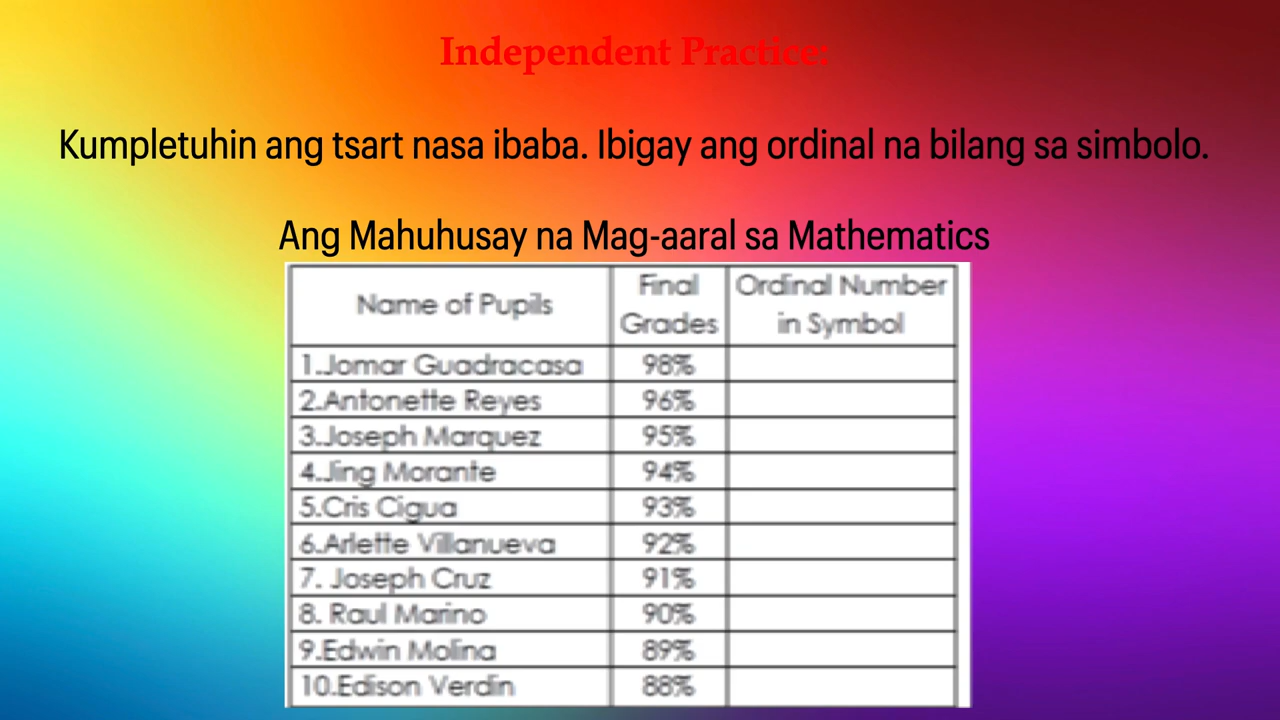 Independent Practice:
Kumpletuhin ang tsart nasa ibaba. Ibigay ang ordinal na bilang sa simbolo.
Ang Mahuhusay na Mag-aaral sa Mathematics
Name of Pupils Final Grades Ordinal Number in Symbol
1.Jomar Guadracasa 98%
2.Antonette Reyes 96%
3.Joseph Marquez 95%
4.Jing Morante 94%
5.Cris Cigua 93%
6.Arlette Villanueva 92%
7. Joseph Cruz 91%
8. Raul Marino 90%
9.Edwin Molina 89%
10.Edison Verdin 88%